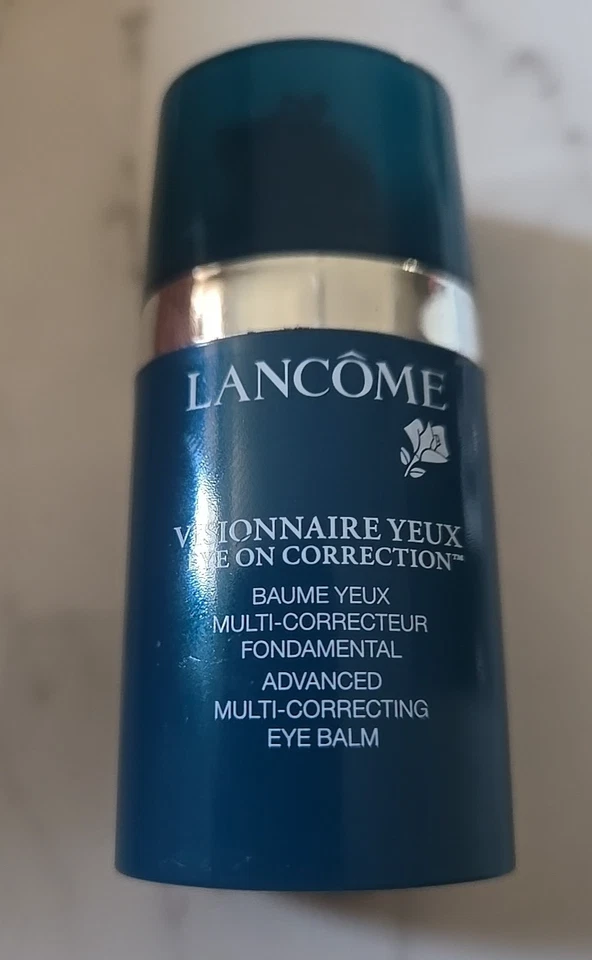 LANCÔME
VISIONNAIRE YEUX
EYE ON CORRECTION™
BAUME YEUX
MULTI-CORRECTEUR
FONDAMENTAL
ADVANCED
MULTI-CORRECTING
EYE BALM